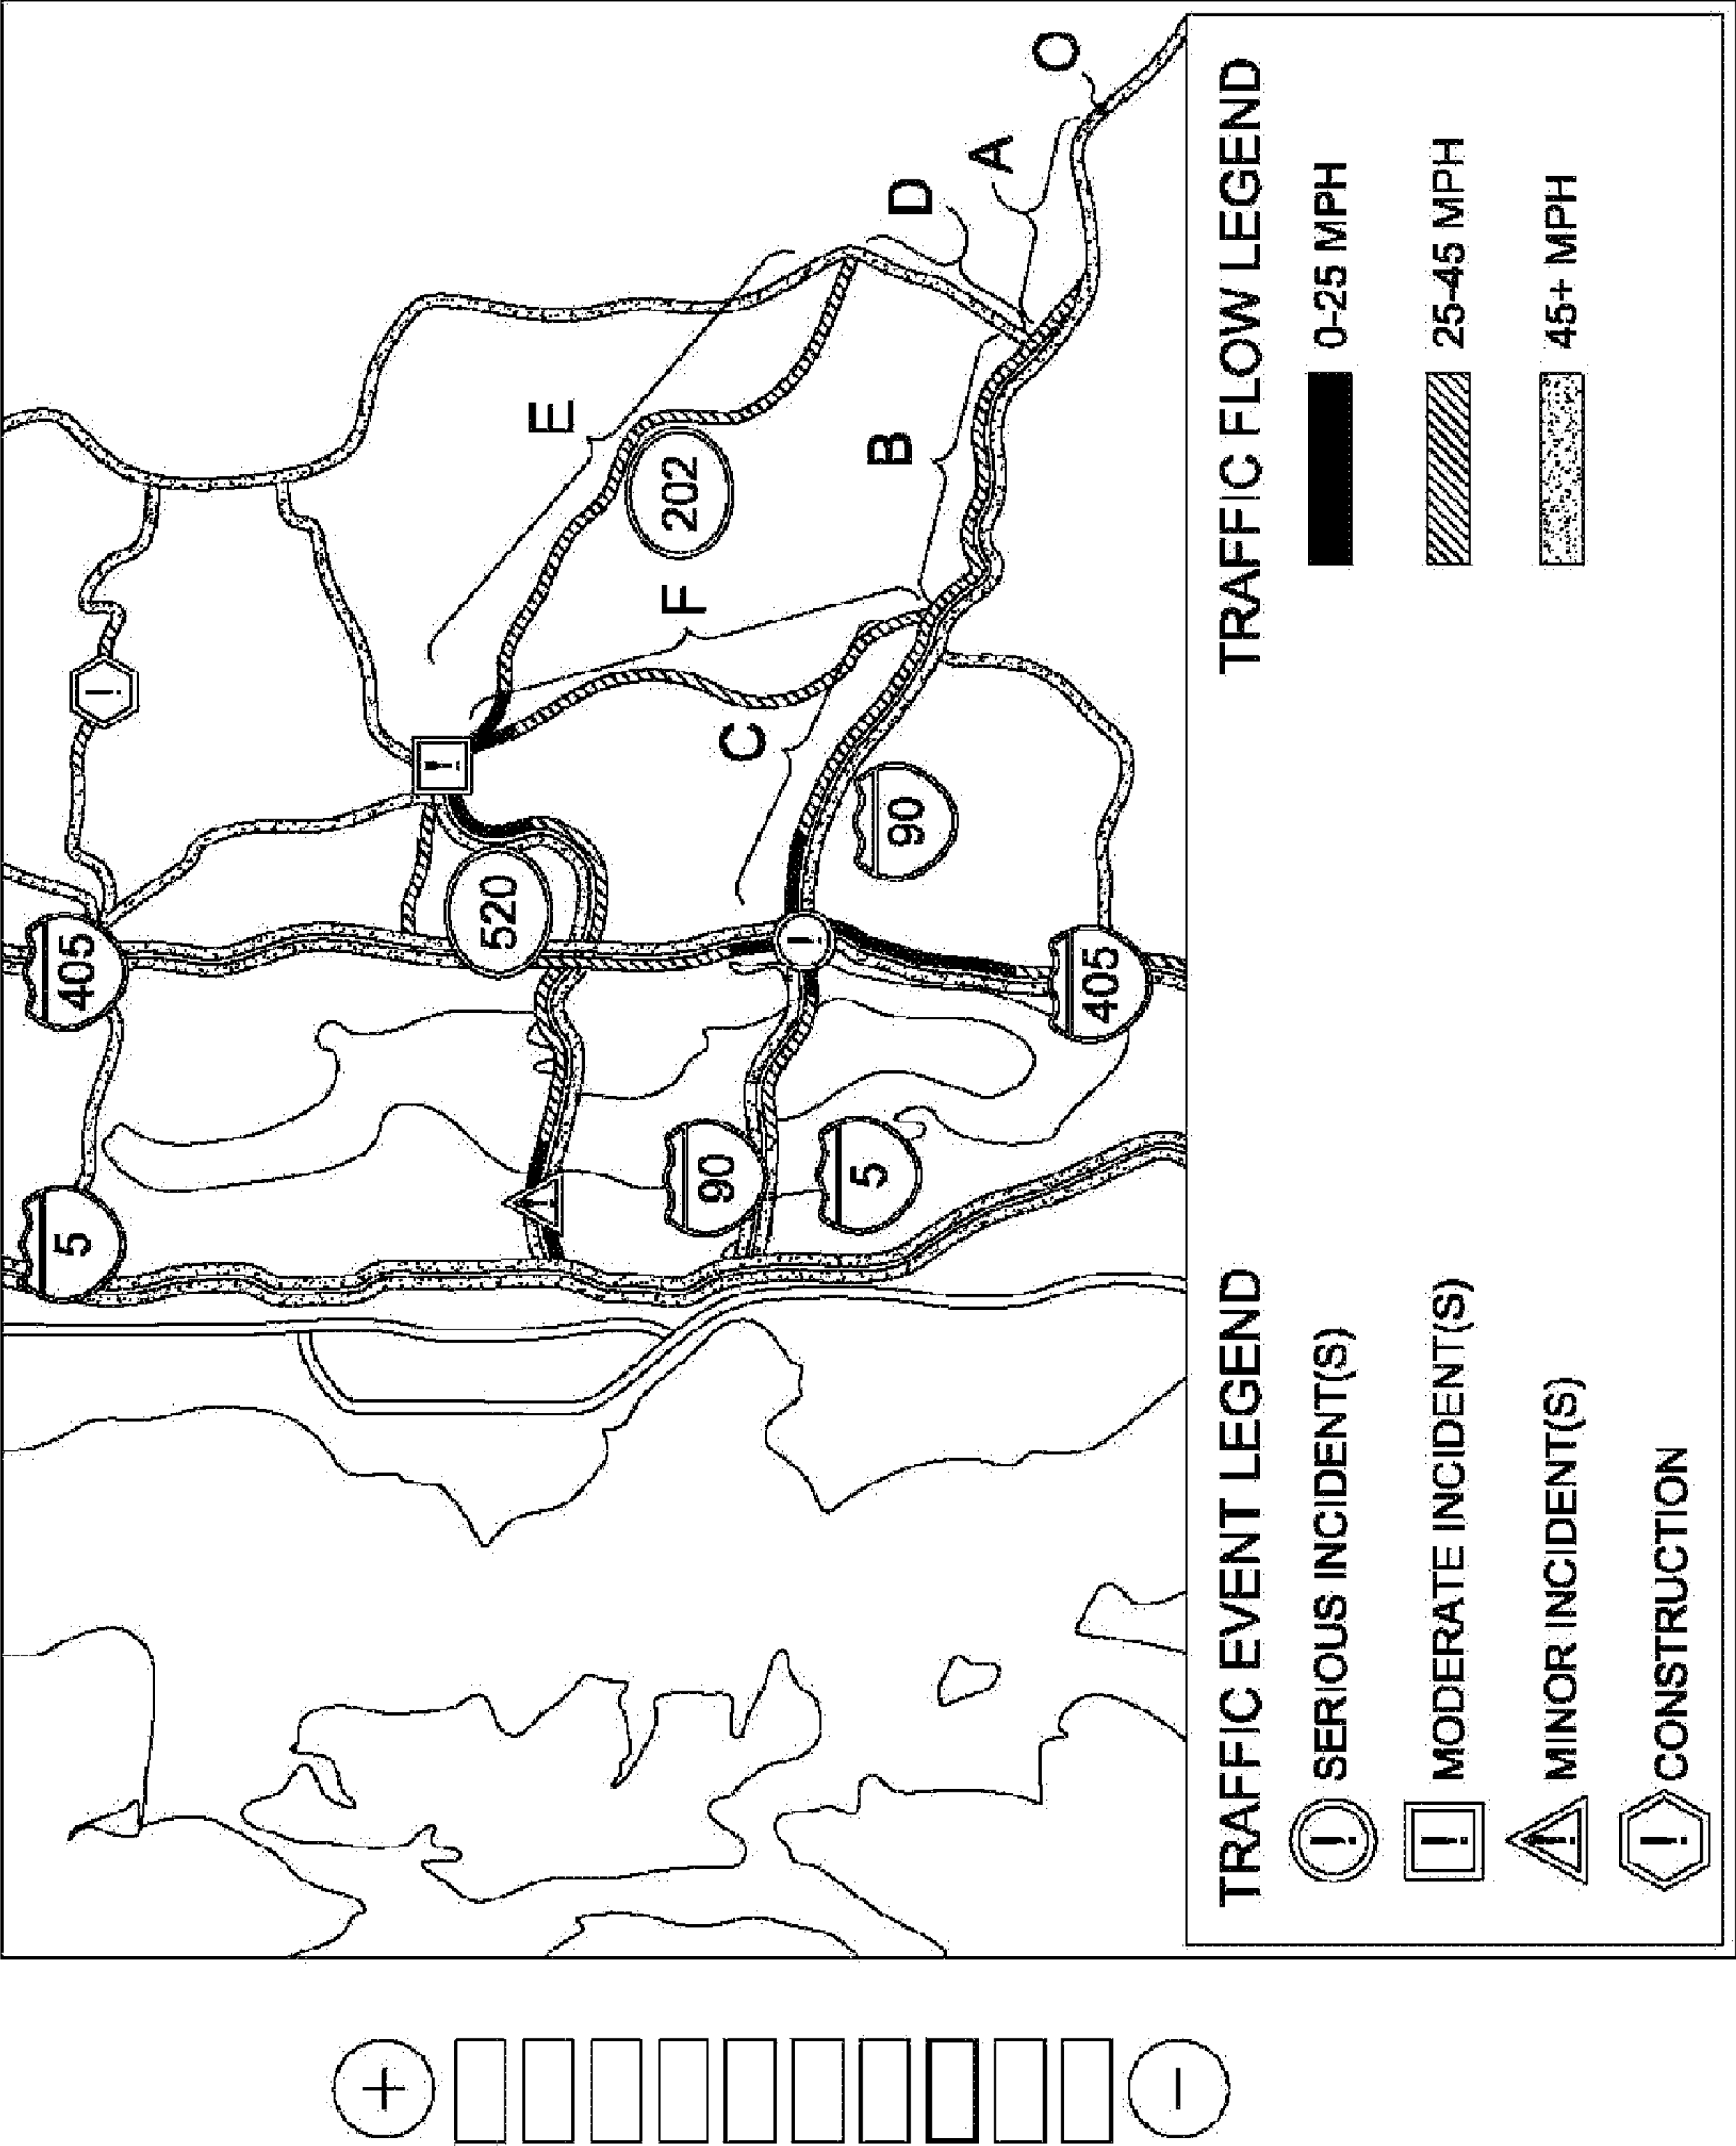 +
−
5
405
!
520
!
202
E
F
D
A
O
B
C
!
!
90
90
5
405
TRAFFIC EVENT LEGEND
! SERIOUS INCIDENT(S)
! MODERATE INCIDENT(S)
! MINOR INCIDENT(S)
! CONSTRUCTION
TRAFFIC FLOW LEGEND
0-25 MPH
25-45 MPH
45+ MPH